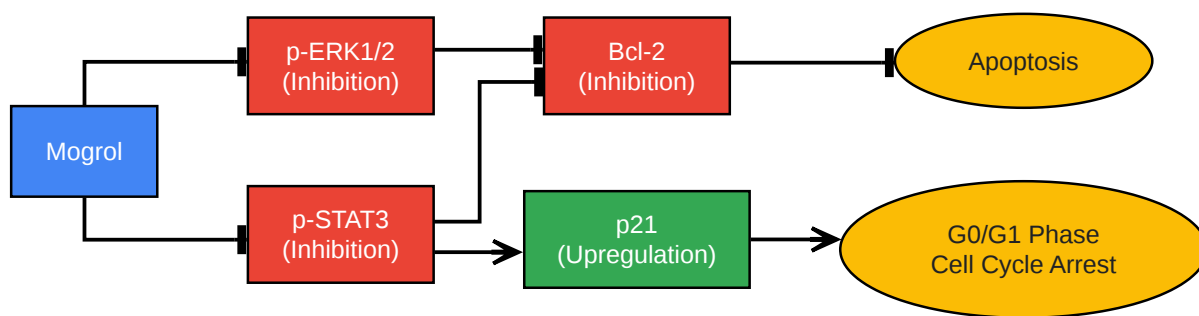 p-ERK1/2
(Inhibition)
Bcl-2
(Inhibition)
Apoptosis
Mogrol
p-STAT3
(Inhibition)
p21
(Upregulation)
G0/G1 Phase
Cell Cycle Arrest